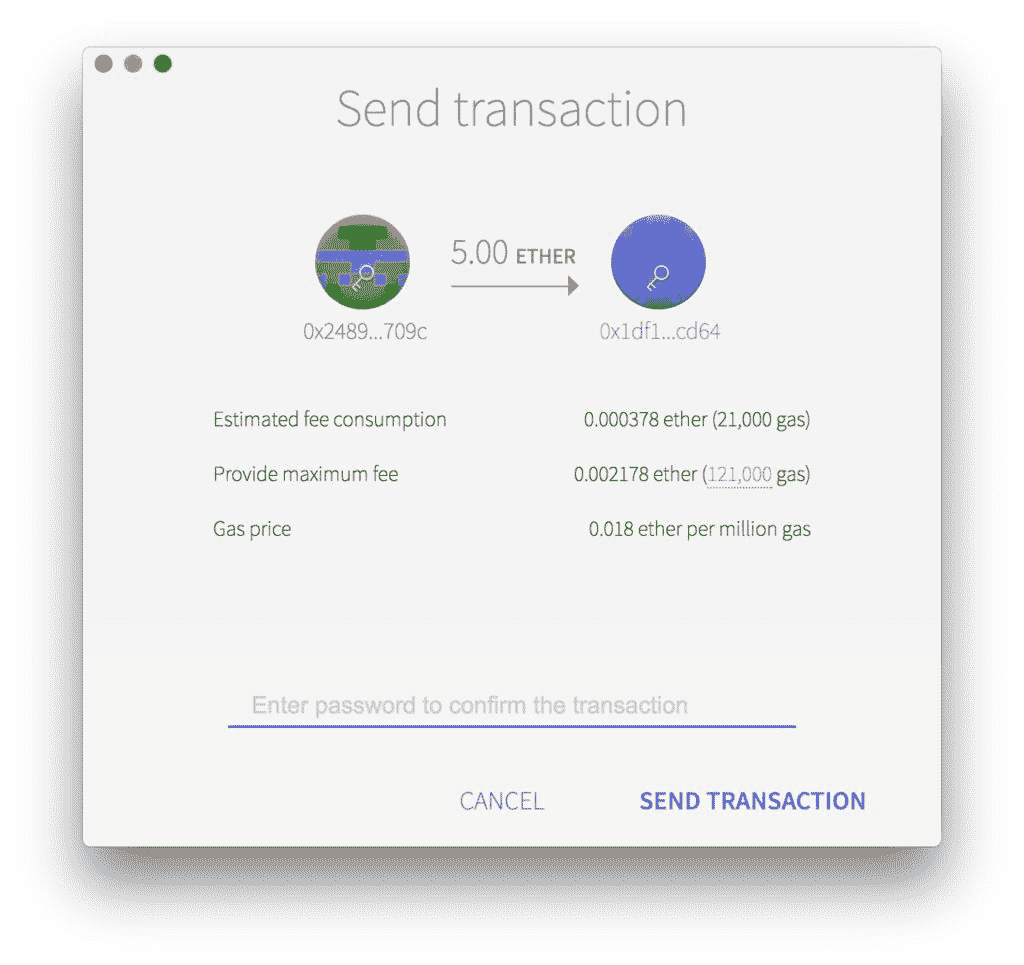 Send transaction
5.00 ETHER
0x2489...709c
0x1df1...cd64
Estimated fee consumption 0.000378 ether (21,000 gas)
Provide maximum fee 0.002178 ether (121,000 gas)
Gas price 0.018 ether per million gas
Enter password to confirm the transaction
CANCEL SEND TRANSACTION